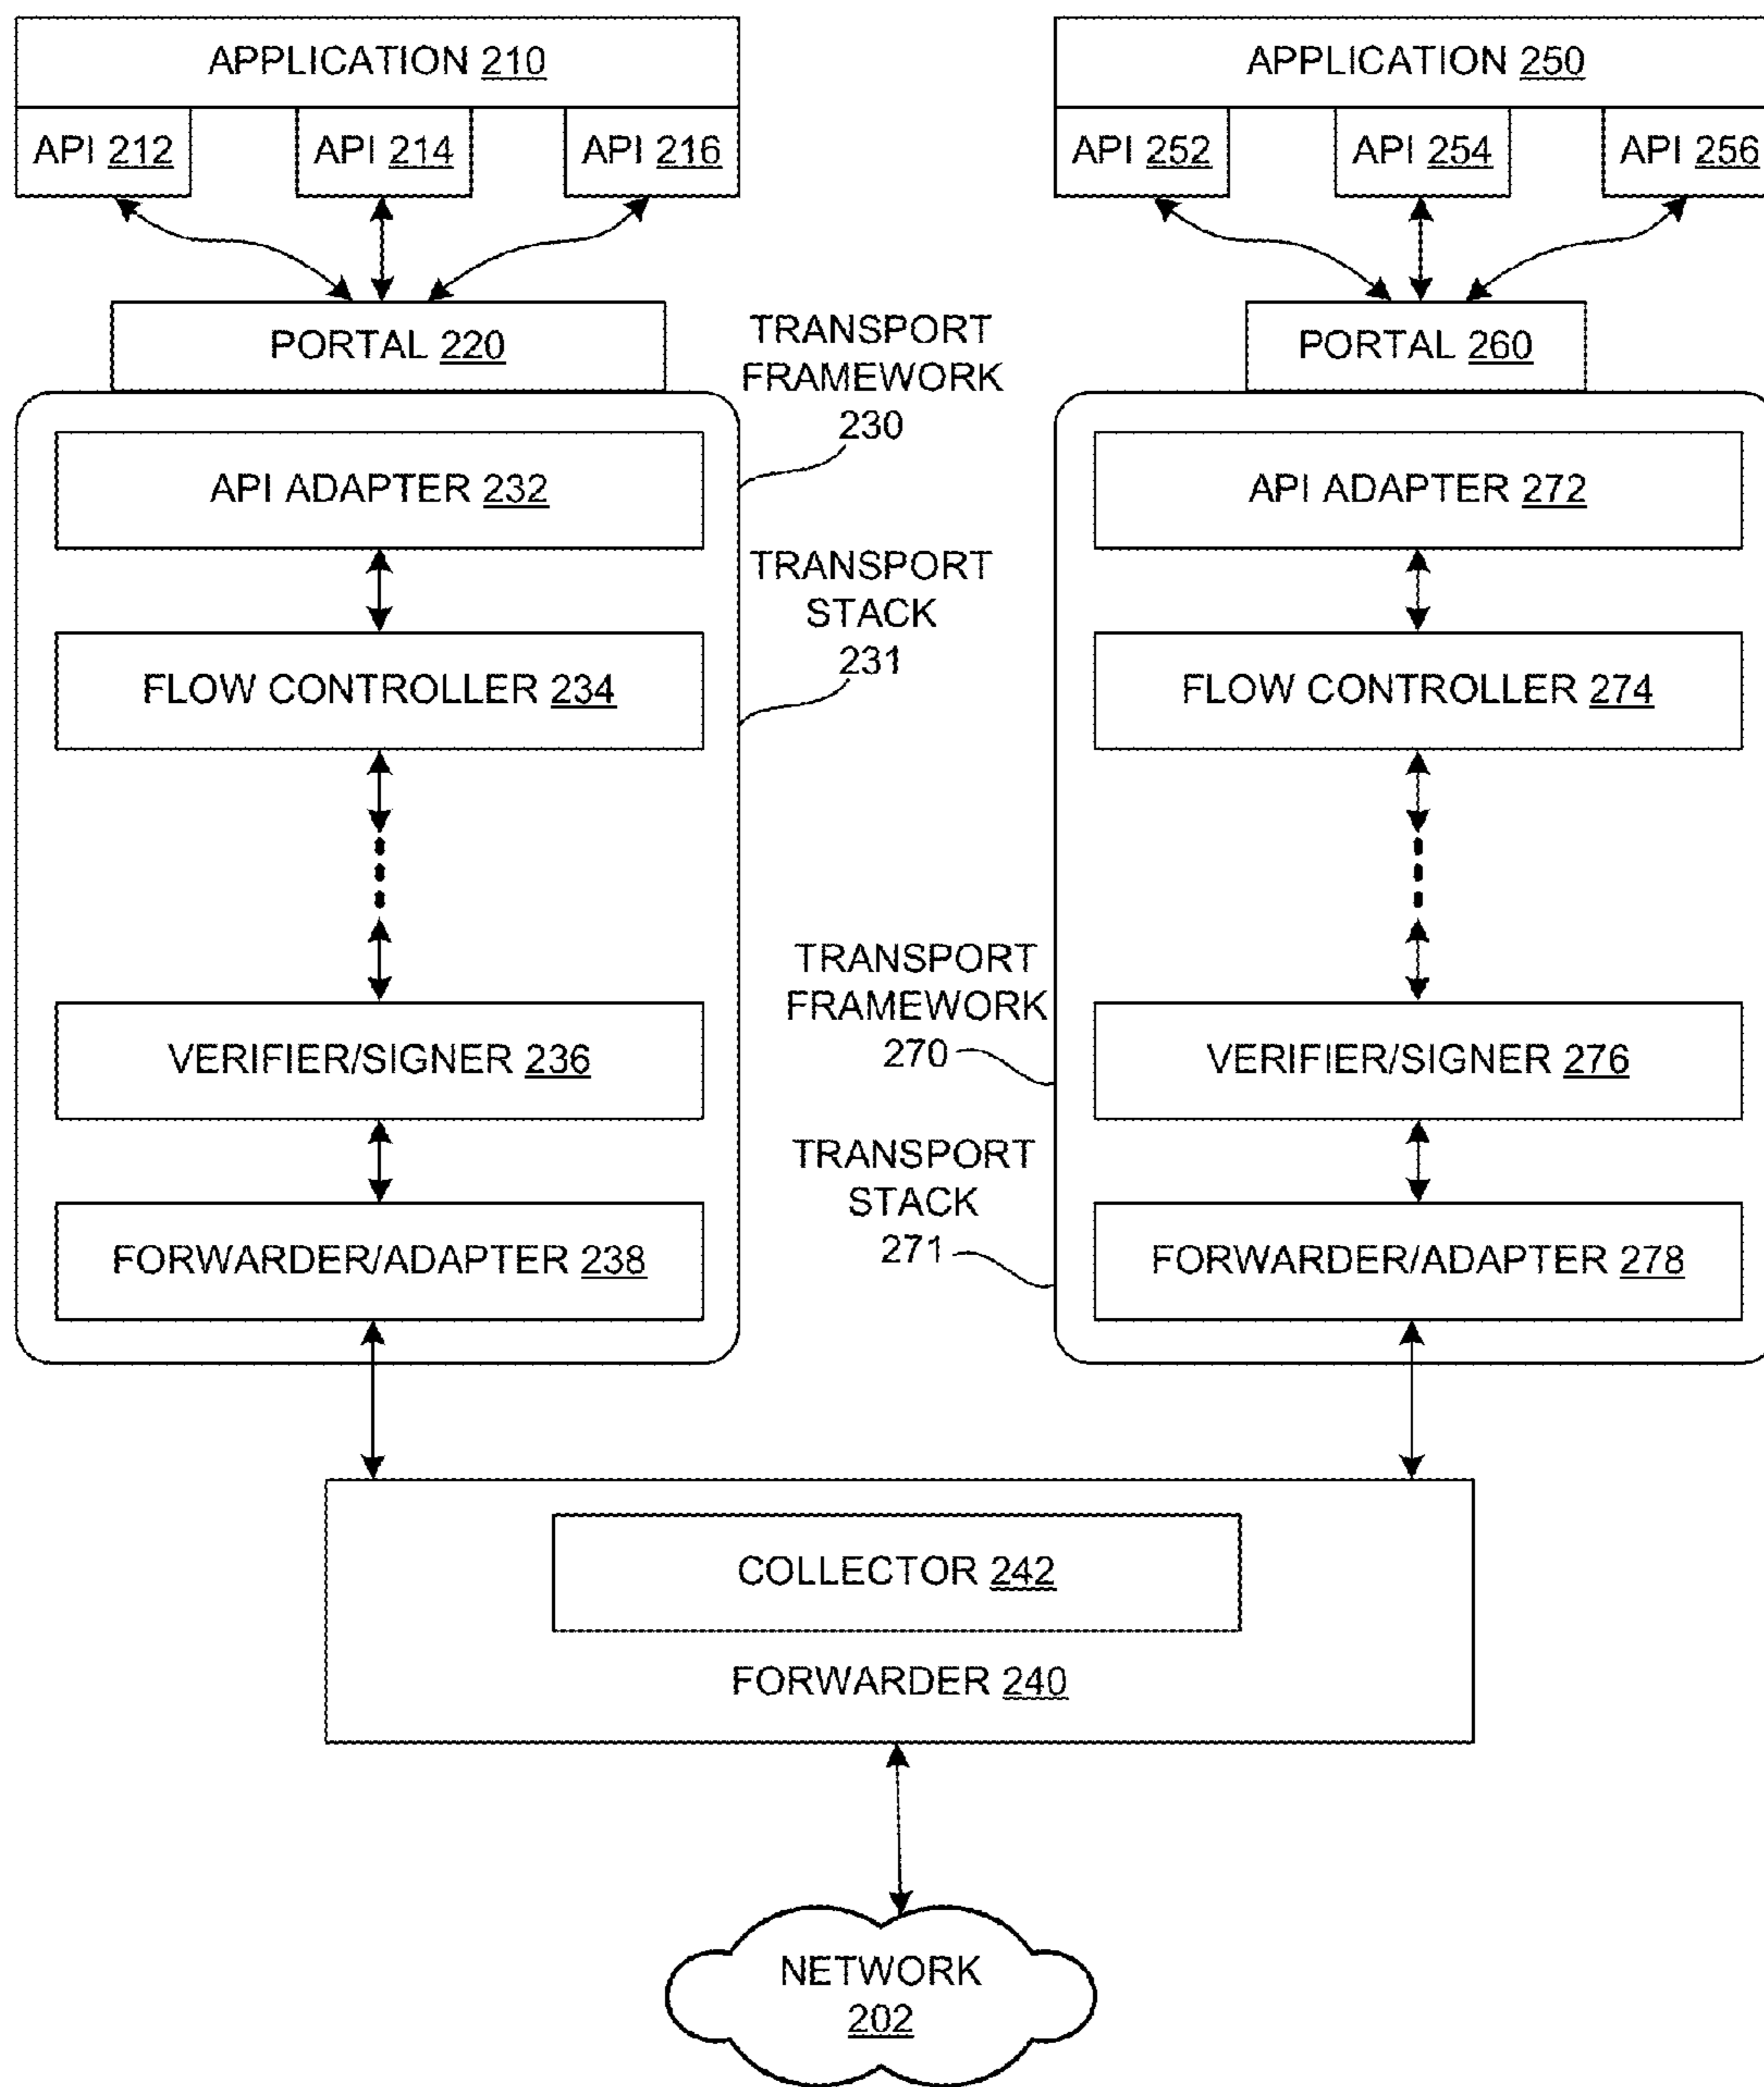 APPLICATION 210
API 212
API 214
API 216
PORTAL 220
TRANSPORT
FRAMEWORK
230
API ADAPTER 232
TRANSPORT
STACK
231
FLOW CONTROLLER 234
VERIFIER/SIGNER 236
FORWARDER/ADAPTER 238
APPLICATION 250
API 252
API 254
API 256
PORTAL 260
API ADAPTER 272
FLOW CONTROLLER 274
TRANSPORT
FRAMEWORK
270
VERIFIER/SIGNER 276
TRANSPORT
STACK
271
FORWARDER/ADAPTER 278
COLLECTOR 242
FORWARDER 240
NETWORK
202